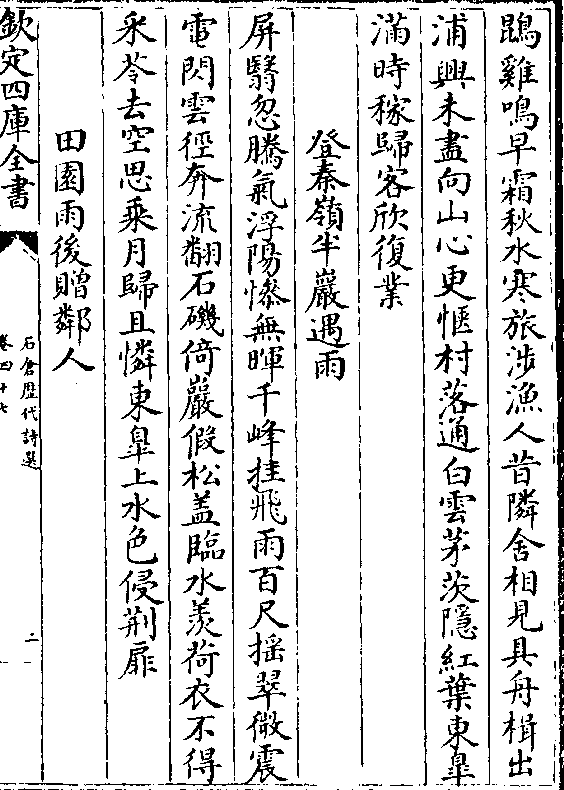 鵾雞鳴早霜秋水寒旅涉漁人昔隣舍相見具舟楫出
浦興未盡向山心更愜村落通白雲茅茨隱紅葉東臯
滿時稼歸客欣復業
登秦嶺半巖遇雨
屏翳忽騰氣浮陽慘無暉千峰挂飛雨百尺摇翠微震
電閃雲徑奔流翻石磯倚巖假松盖臨水羨荷衣不得
采苓去空思乘月歸且憐東臯上水色侵荆扉
田園雨後贈鄰人
欽定四庫全書
石倉歴代詩選
卷四十七
二